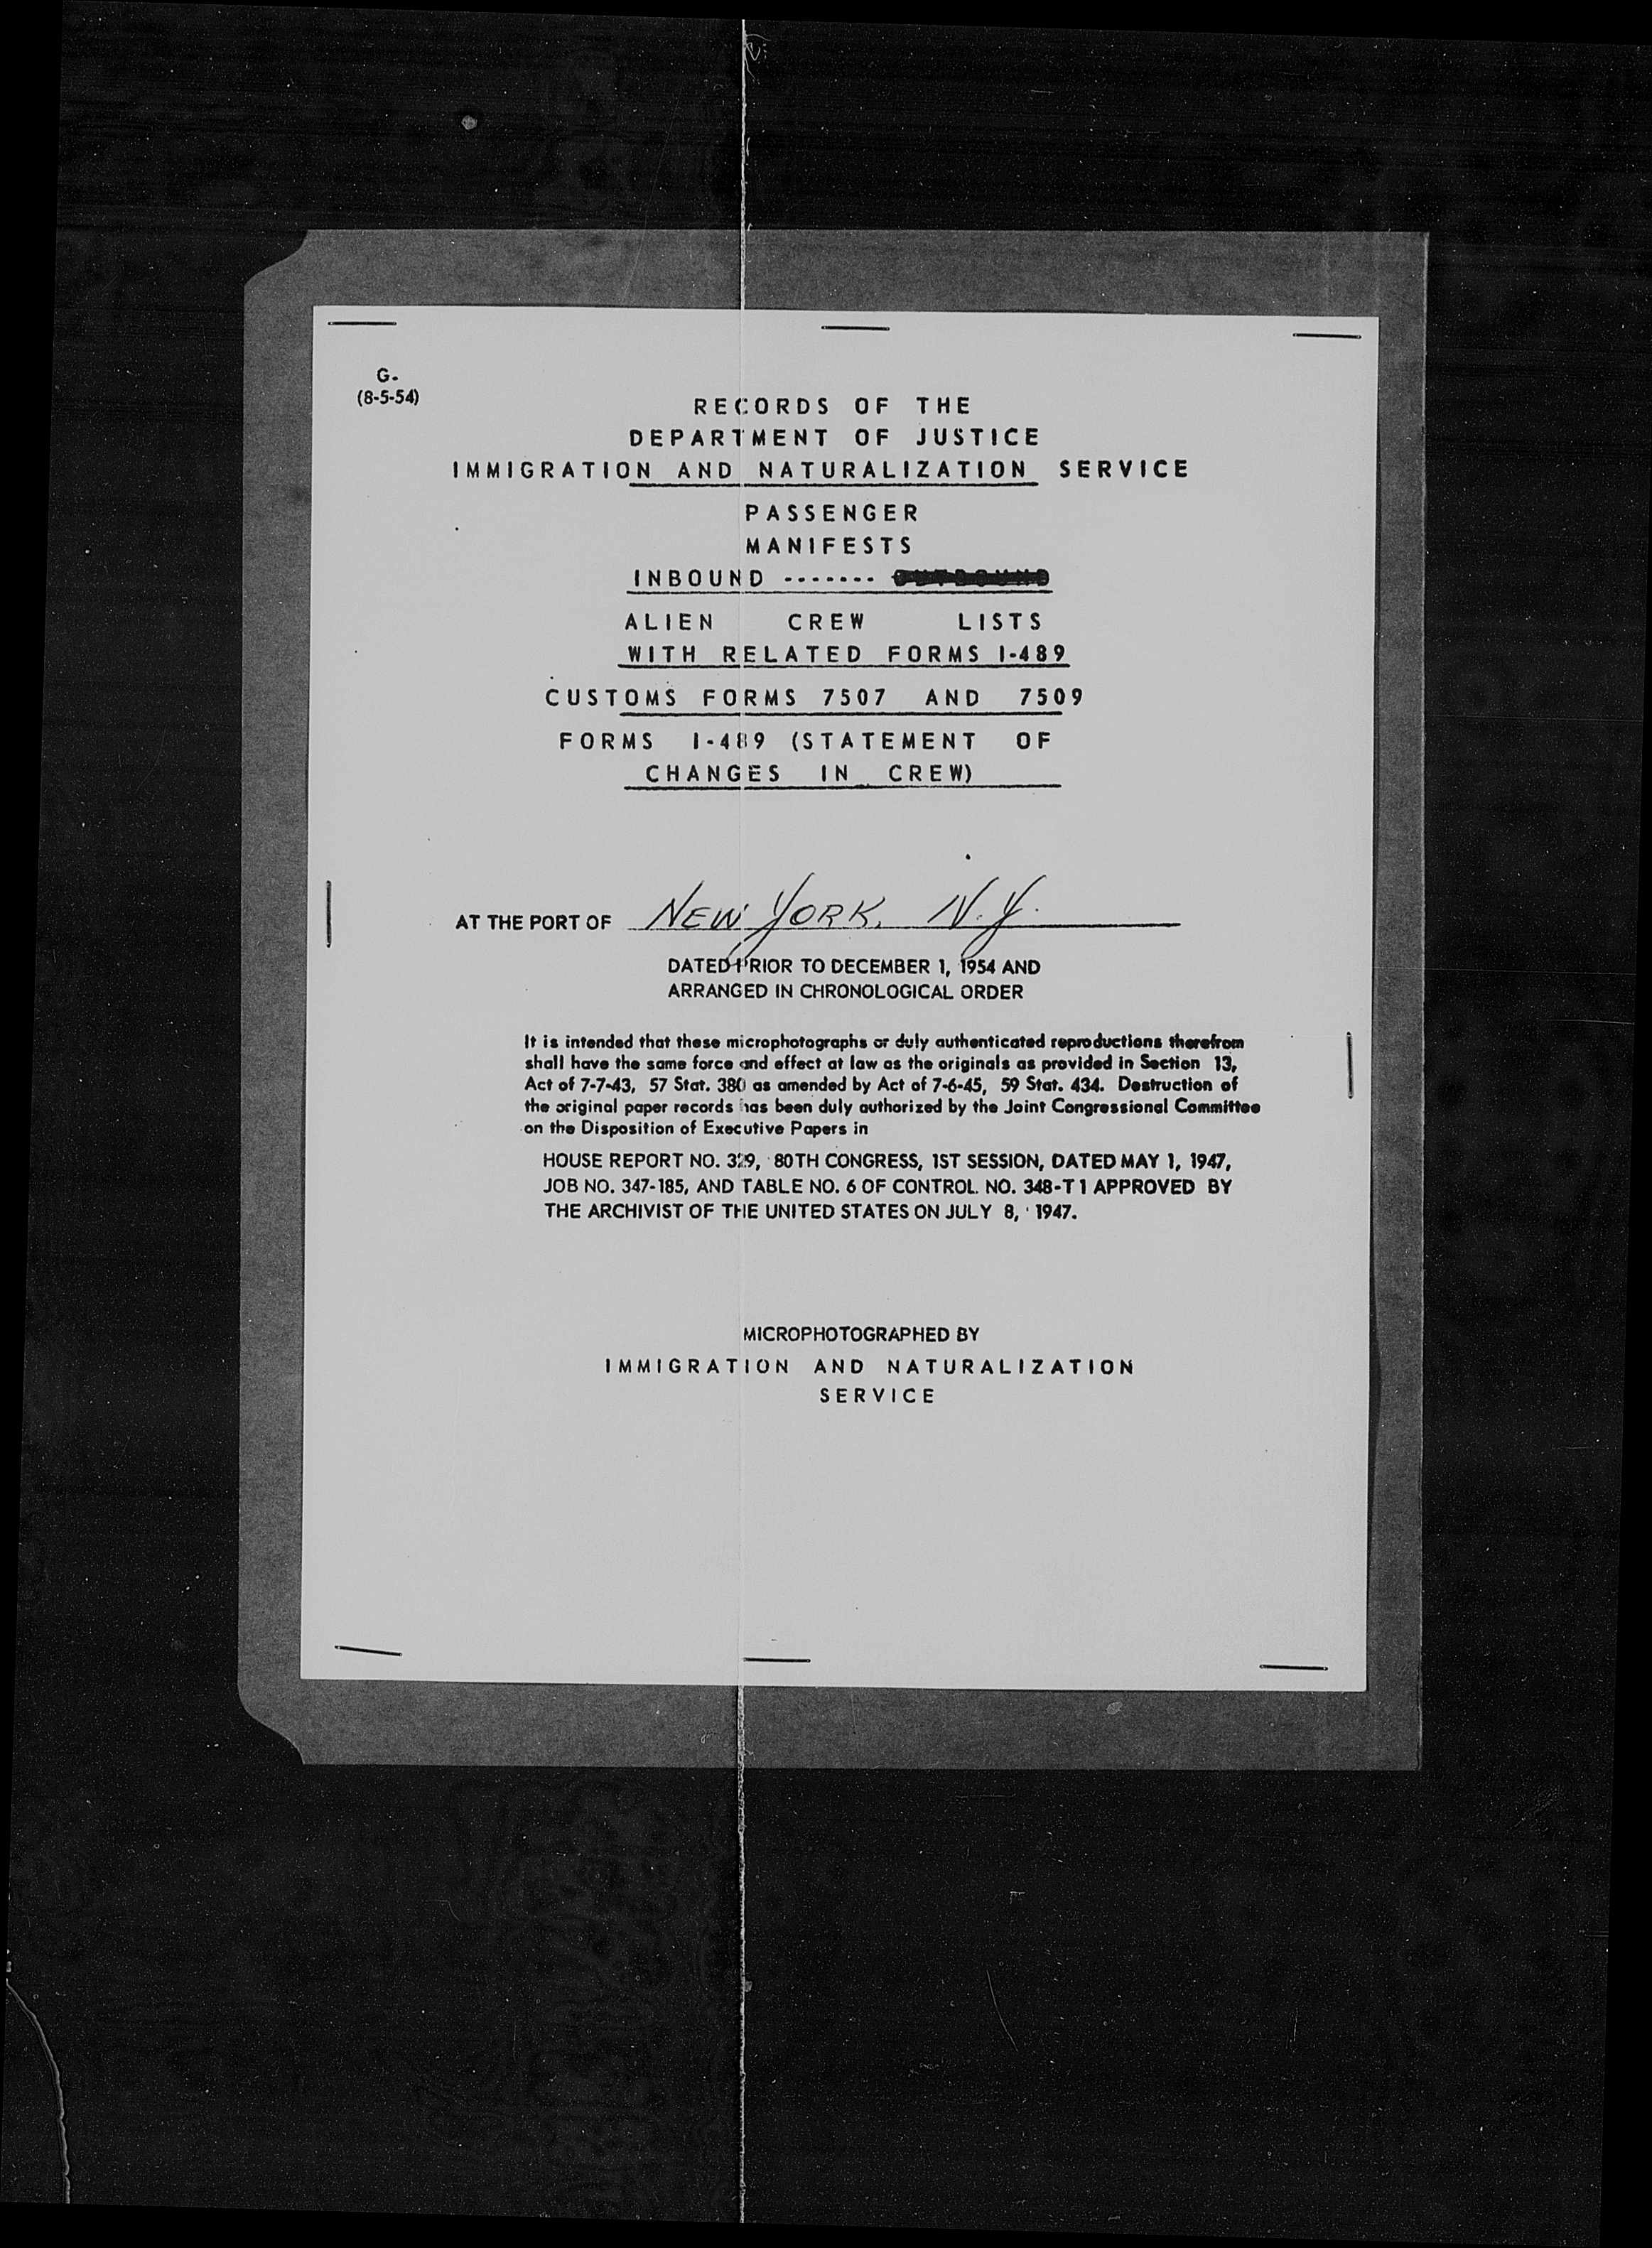 G-
(8-5-54)
RECORDS OF THE
DEPARTMENT OF JUSTICE
IMMIGRATION AND NATURALIZATION SERVICE
PASSENGER
MANIFESTS
INBOUND ------- OUTBOUND
ALIEN CREW LISTS
WITH RELATED FORMS I-489
CUSTOMS FORMS 7507 AND 7509
FORMS I-489 (STATEMENT OF
CHANGES IN CREW)
AT THE PORT OF NEW YORK, N.Y.
DATED PRIOR TO DECEMBER 1, 1954 AND
ARRANGED IN CHRONOLOGICAL ORDER
It is intended that these microphotographs or duly authenticated reproductions therefrom
shall have the same force and effect at law as the originals as provided in Section 13,
Act of 7-7-43, 57 Stat. 380 as amended by Act of 7-6-45, 59 Stat. 434. Destruction of
the original paper records has been duly authorized by the Joint Congressional Committee
on the Disposition of Executive Papers in
HOUSE REPORT NO. 329, 80TH CONGRESS, 1ST SESSION, DATED MAY 1, 1947,
JOB NO. 347-185, AND TABLE NO. 6 OF CONTROL NO. 348-T1 APPROVED BY
THE ARCHIVIST OF THE UNITED STATES ON JULY 8, 1947.
MICROPHOTOGRAPHED BY
IMMIGRATION AND NATURALIZATION
SERVICE